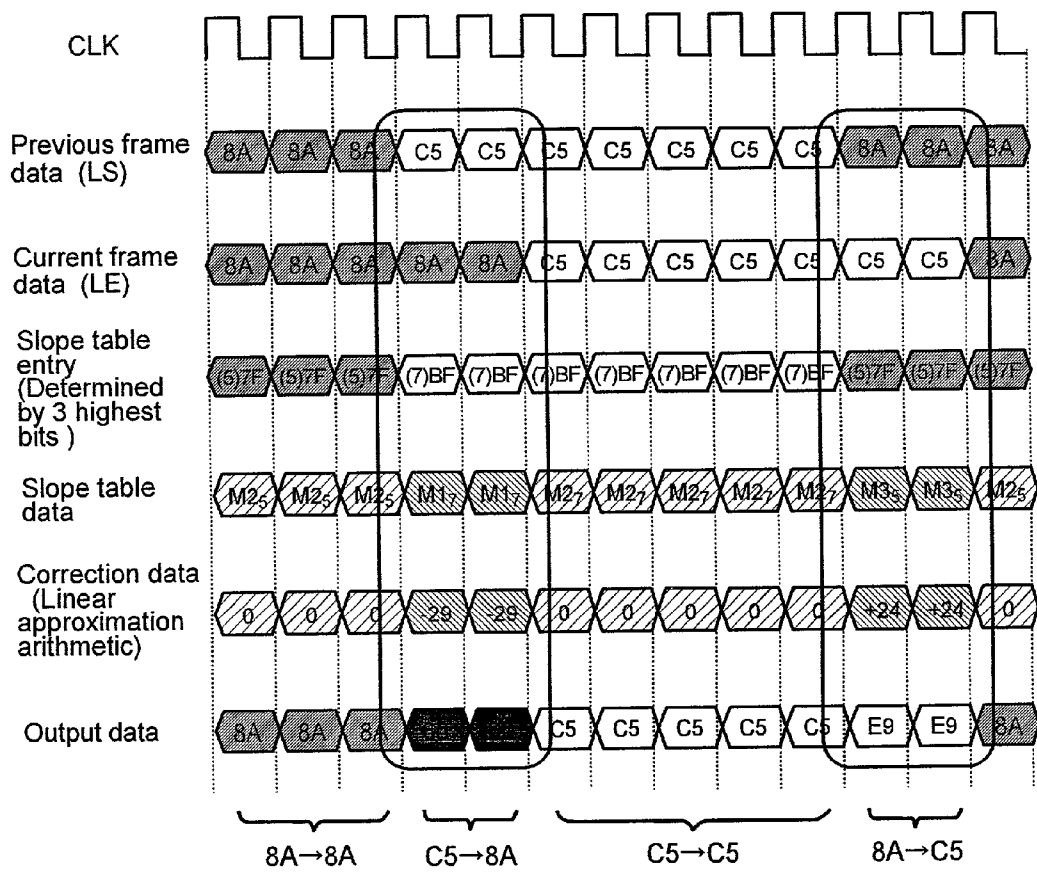 CLK
Previous frame
data (LS)
8A 8A 8A C5 C5 C5 C5 C5 C5 C5 8A 8A 8A
Current frame
data (LE)
8A 8A 8A 8A 8A C5 C5 C5 C5 C5 C5 C5 8A
Slope table
entry
(Determined
by 3 highest
bits )
(5)7F (5)7F (5)7F (7)BF (7)BF (7)BF (7)BF (7)BF (7)BF (7)BF (5)7F (5)7F (5)7F
Slope table
data
M2₅ M2₅ M2₅ M1₇ M1₇ M2₇ M2₇ M2₇ M2₇ M2₇ M3₅ M3₅ M2₅
Correction data
(Linear
approximation
arithmetic)
0 0 0 -29 -29 0 0 0 0 0 +24 +24 0
Output data
8A 8A 8A C5 C5 C5 C5 C5 E9 E9 8A
8A→8A C5→8A C5→C5 8A→C5